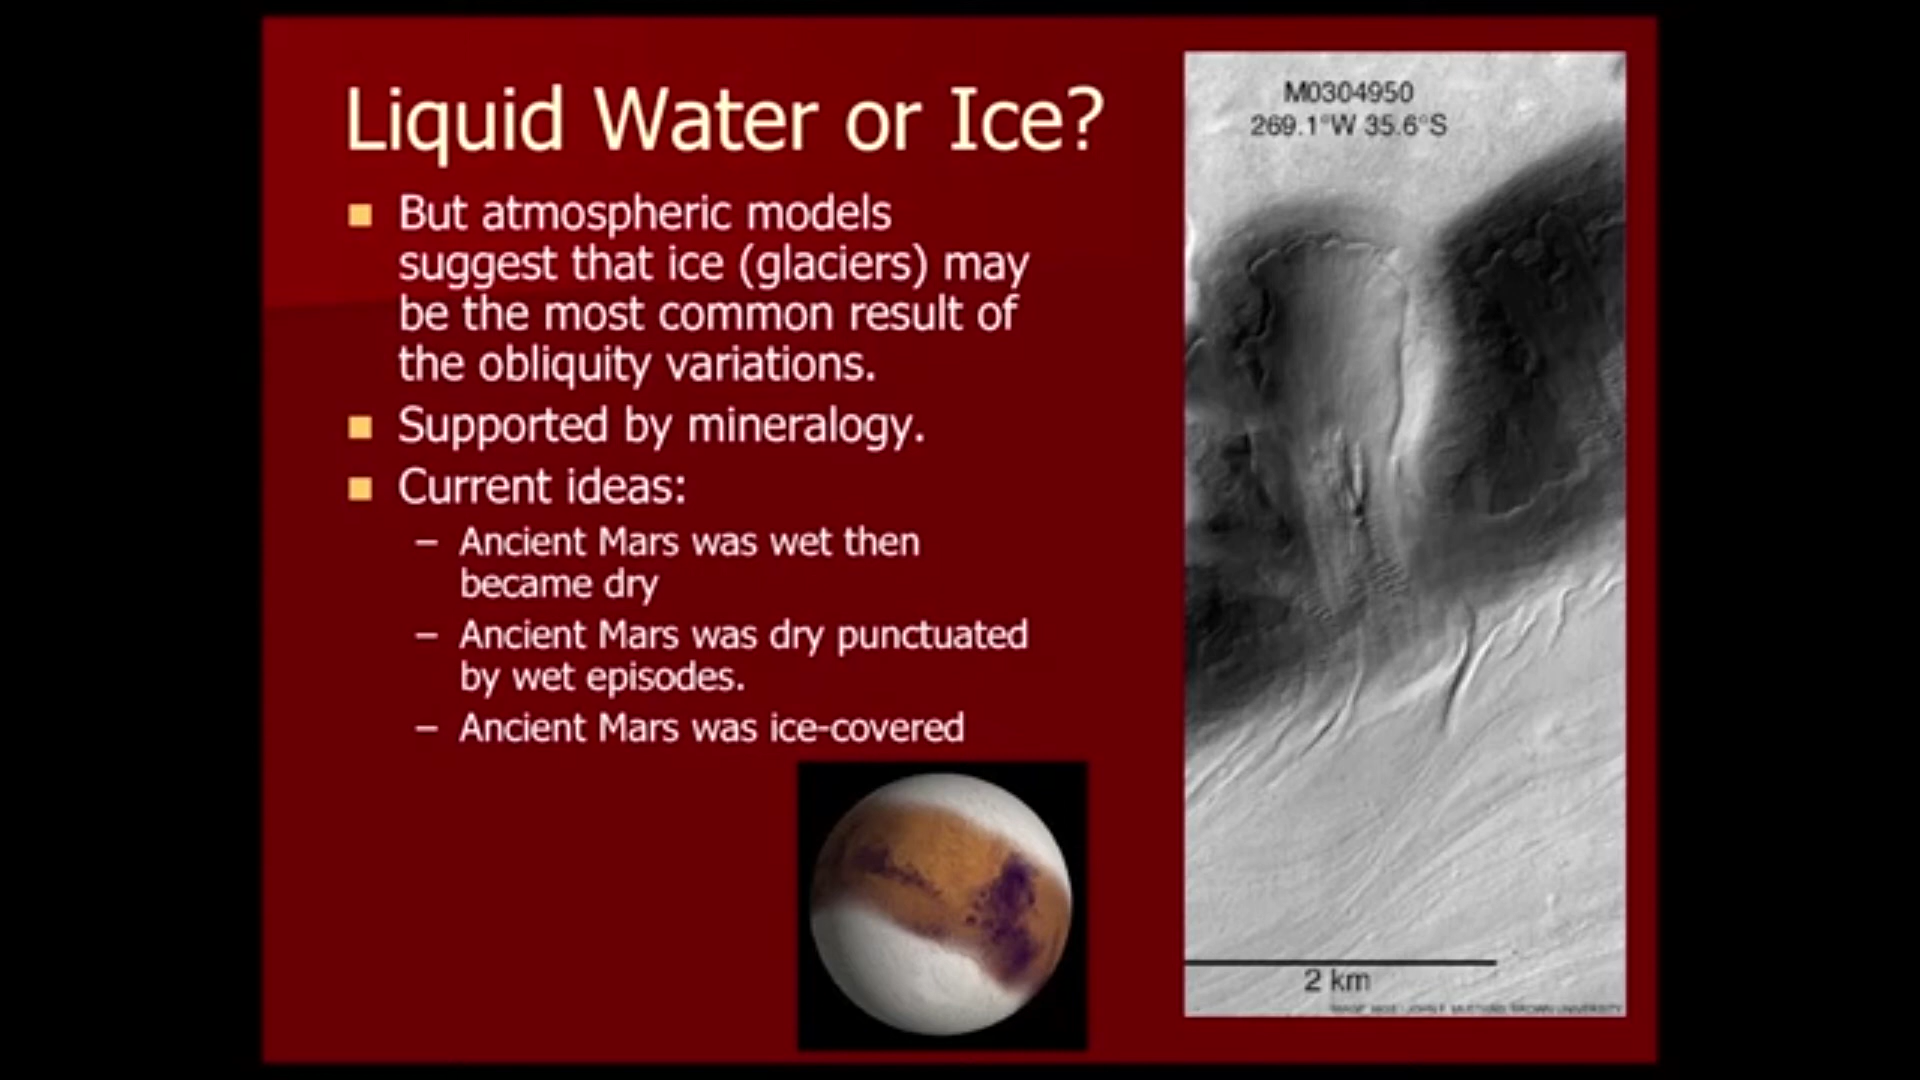 Liquid Water or Ice?
But atmospheric models
suggest that ice (glaciers) may
be the most common result of
the obliquity variations.
Supported by mineralogy.
Current ideas:
– Ancient Mars was wet then
became dry
– Ancient Mars was dry punctuated
by wet episodes.
– Ancient Mars was ice-covered
M0304950
269.1°W 35.6°S
2 km
BROWN UNIVERSITY